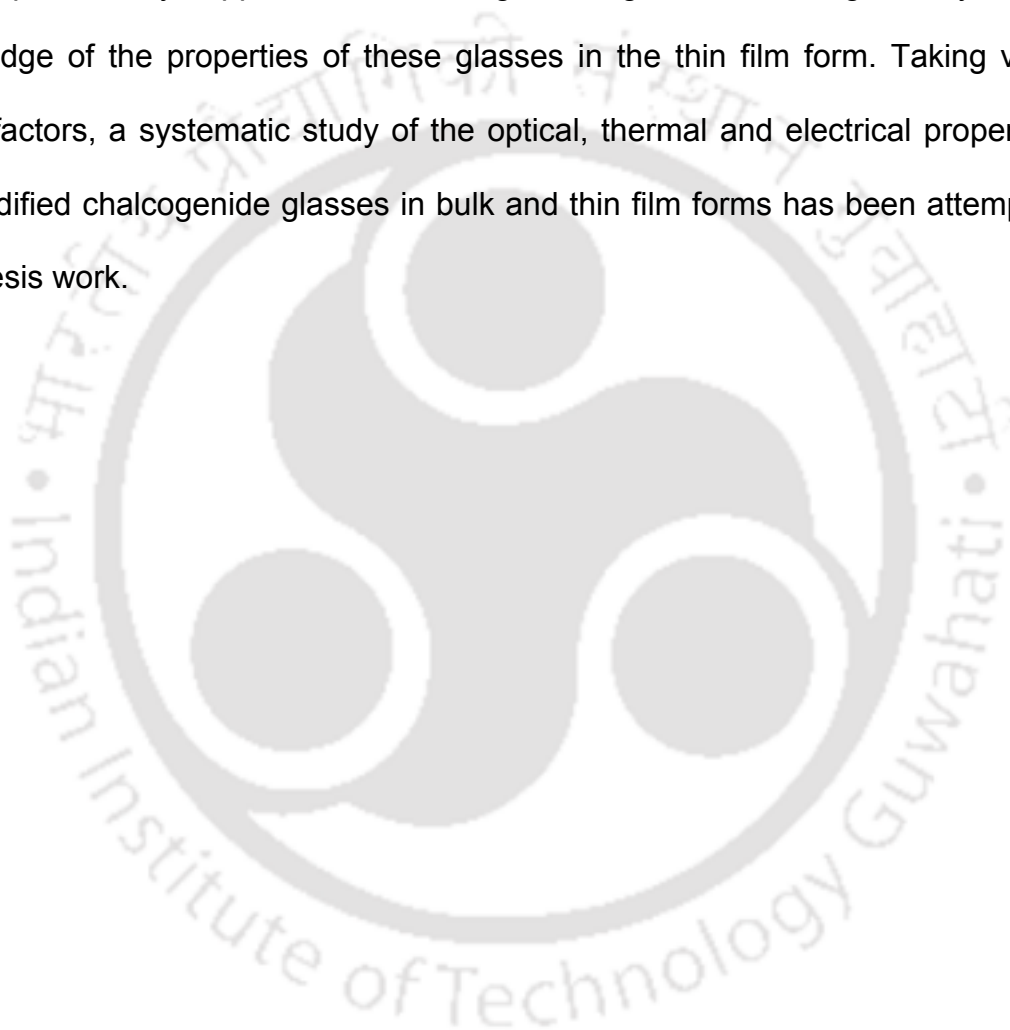 edge of the properties of these glasses in the thin film form. Taking
factors, a systematic study of the optical, thermal and electrical
dified chalcogenide glasses in bulk and thin film forms has been
esis work.
भारतीय प्रौद्योगिकी संस्थान गुवाहाटी
• Indian Institute of Technology Guwahati •